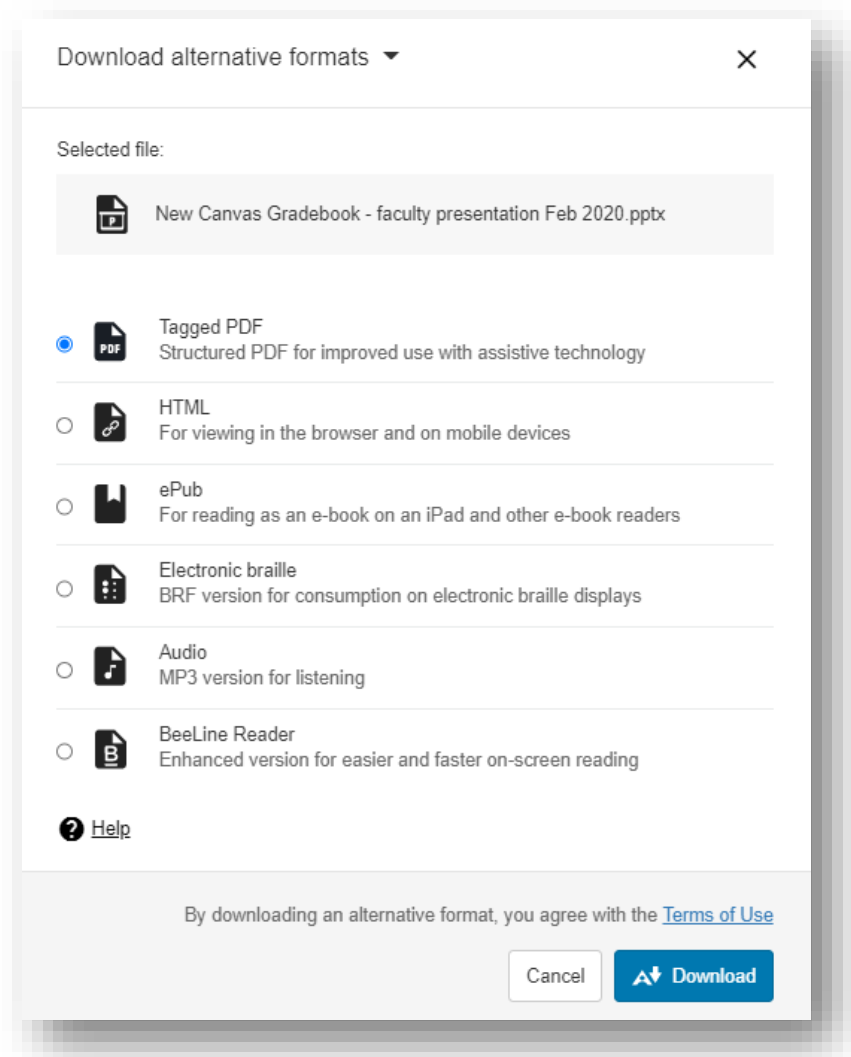 Download alternative formats
Selected file:
P
New Canvas Gradebook - faculty presentation Feb 2020.pptx
PDF
Tagged PDF
Structured PDF for improved use with assistive technology
HTML
For viewing in the browser and on mobile devices
ePub
For reading as an e-book on an iPad and other e-book readers
Electronic braille
BRF version for consumption on electronic braille displays
Audio
MP3 version for listening
B
BeeLine Reader
Enhanced version for easier and faster on-screen reading
? Help
By downloading an alternative format, you agree with the Terms of Use
Cancel
A Download